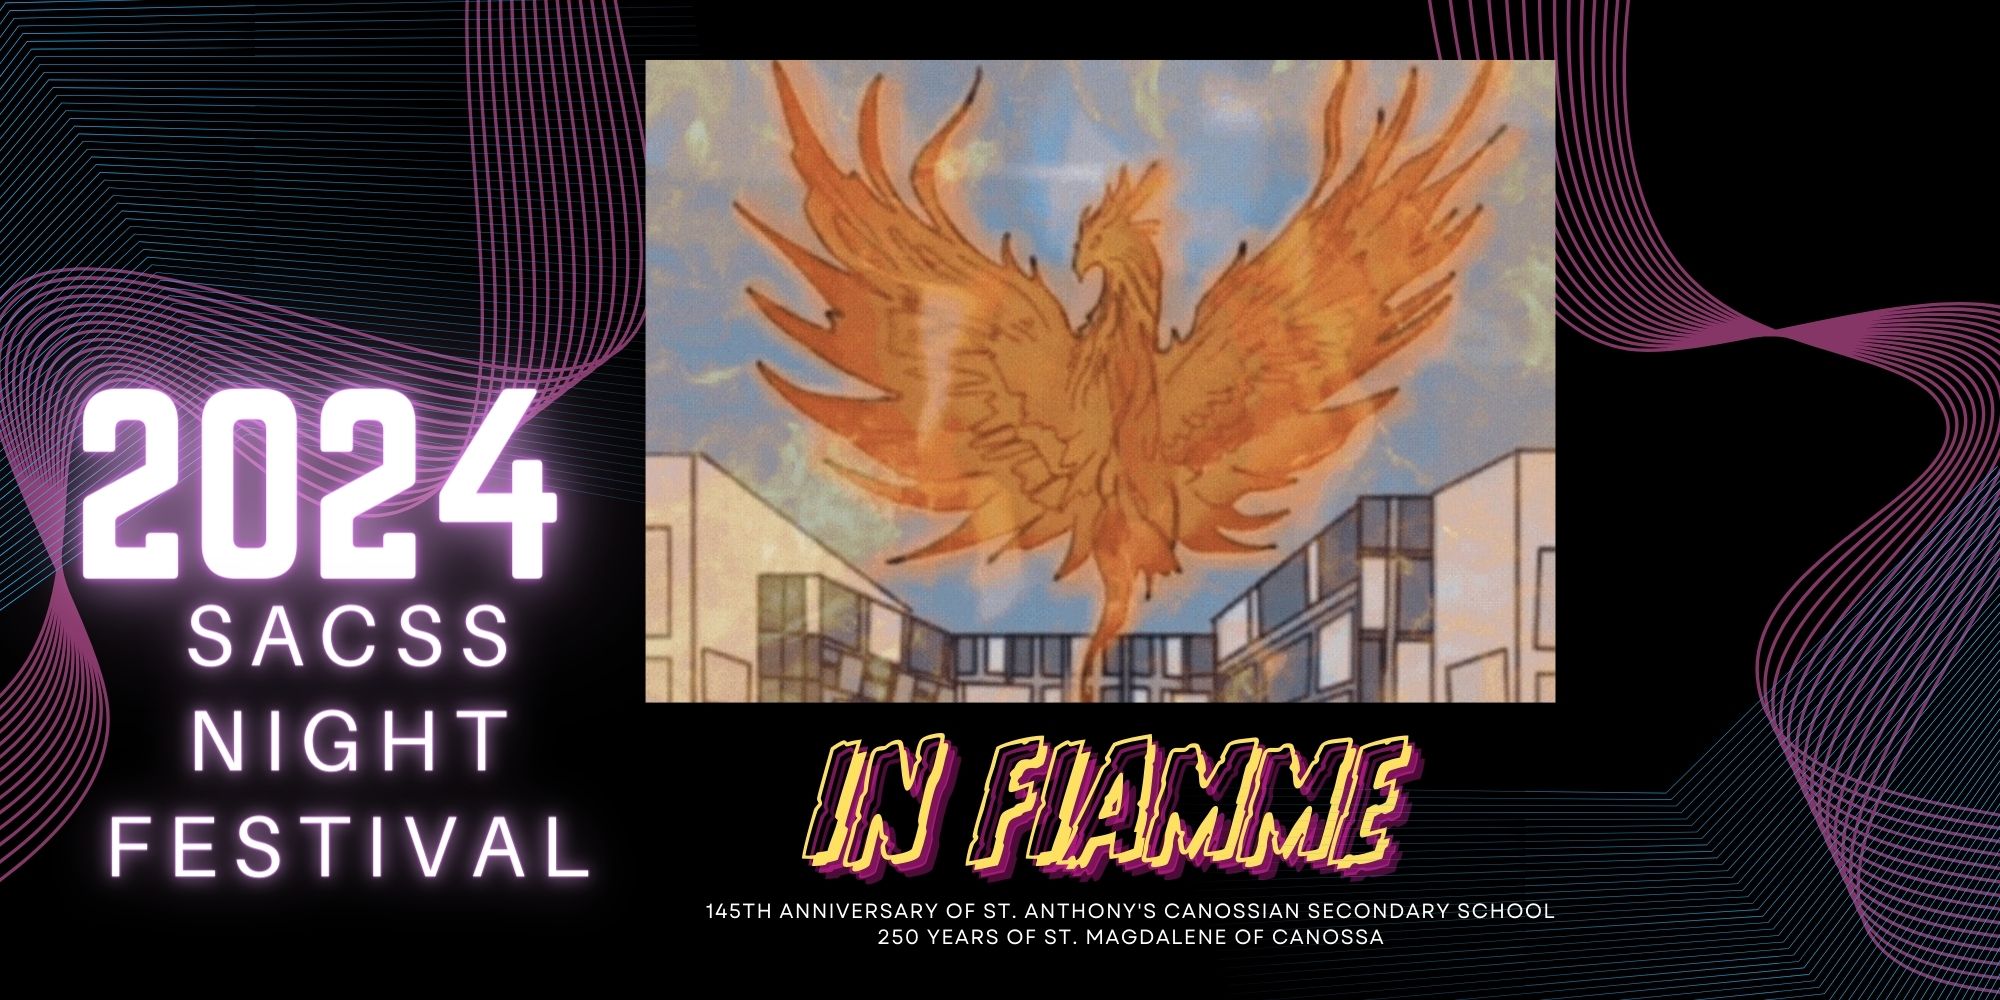 2024
SACSS
NIGHT
FESTIVAL
IN FIAMME
145TH ANNIVERSARY OF ST. ANTHONY'S CANOSSIAN SECONDARY SCHOOL
250 YEARS OF ST. MAGDALENE OF CANOSSA